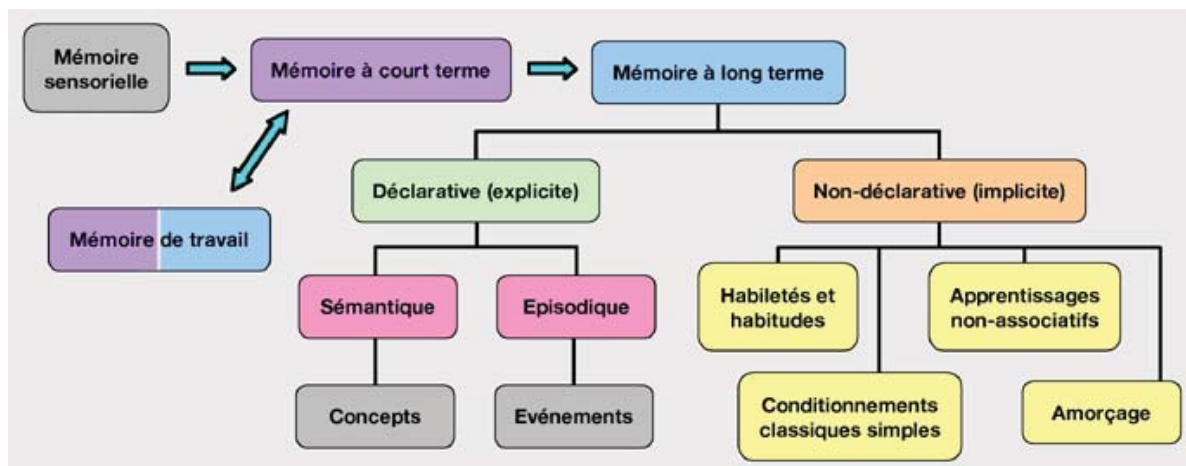 Mémoire
sensorielle
Mémoire à court terme
Mémoire à long terme
Déclarative (explicite)
Non-déclarative (implicite)
Mémoire de travail
Sémantique
Episodique
Habiletés et
habitudes
Apprentissages
non-associatifs
Concepts
Evénements
Conditionnements
classiques simples
Amorçage